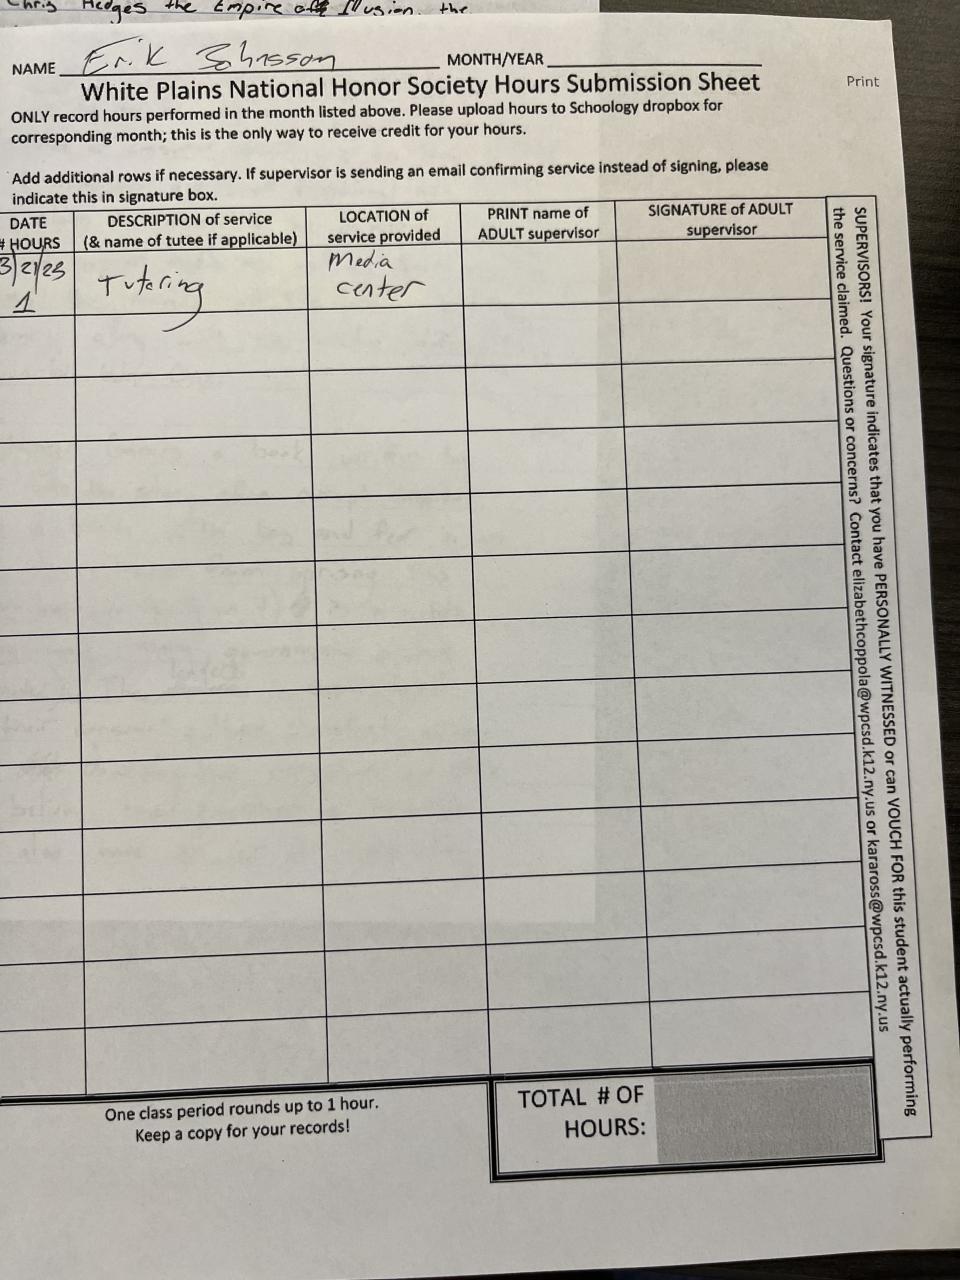 Chris Hedges the Empire off Illusion. the
NAME Erik Johnsson MONTH/YEAR
White Plains National Honor Society Hours Submission Sheet
Print
ONLY record hours performed in the month listed above. Please upload hours to Schoology dropbox for
corresponding month; this is the only way to receive credit for your hours.
Add additional rows if necessary. If supervisor is sending an email confirming service instead of signing, please
indicate this in signature box.
DATE
# HOURS
DESCRIPTION of service
(& name of tutee if applicable)
LOCATION of
service provided
PRINT name of
ADULT supervisor
SIGNATURE of ADULT
supervisor
3/2/23
1
Tutoring
Media
center
SUPERVISORS! Your signature indicates that you have PERSONALLY WITNESSED or can VOUCH FOR this student actually performing
the service claimed. Questions or concerns? Contact elizabethcoppola@wpcsd.k12.ny.us or karaross@wpcsd.k12.ny.us
One class period rounds up to 1 hour.
Keep a copy for your records!
TOTAL # OF
HOURS: